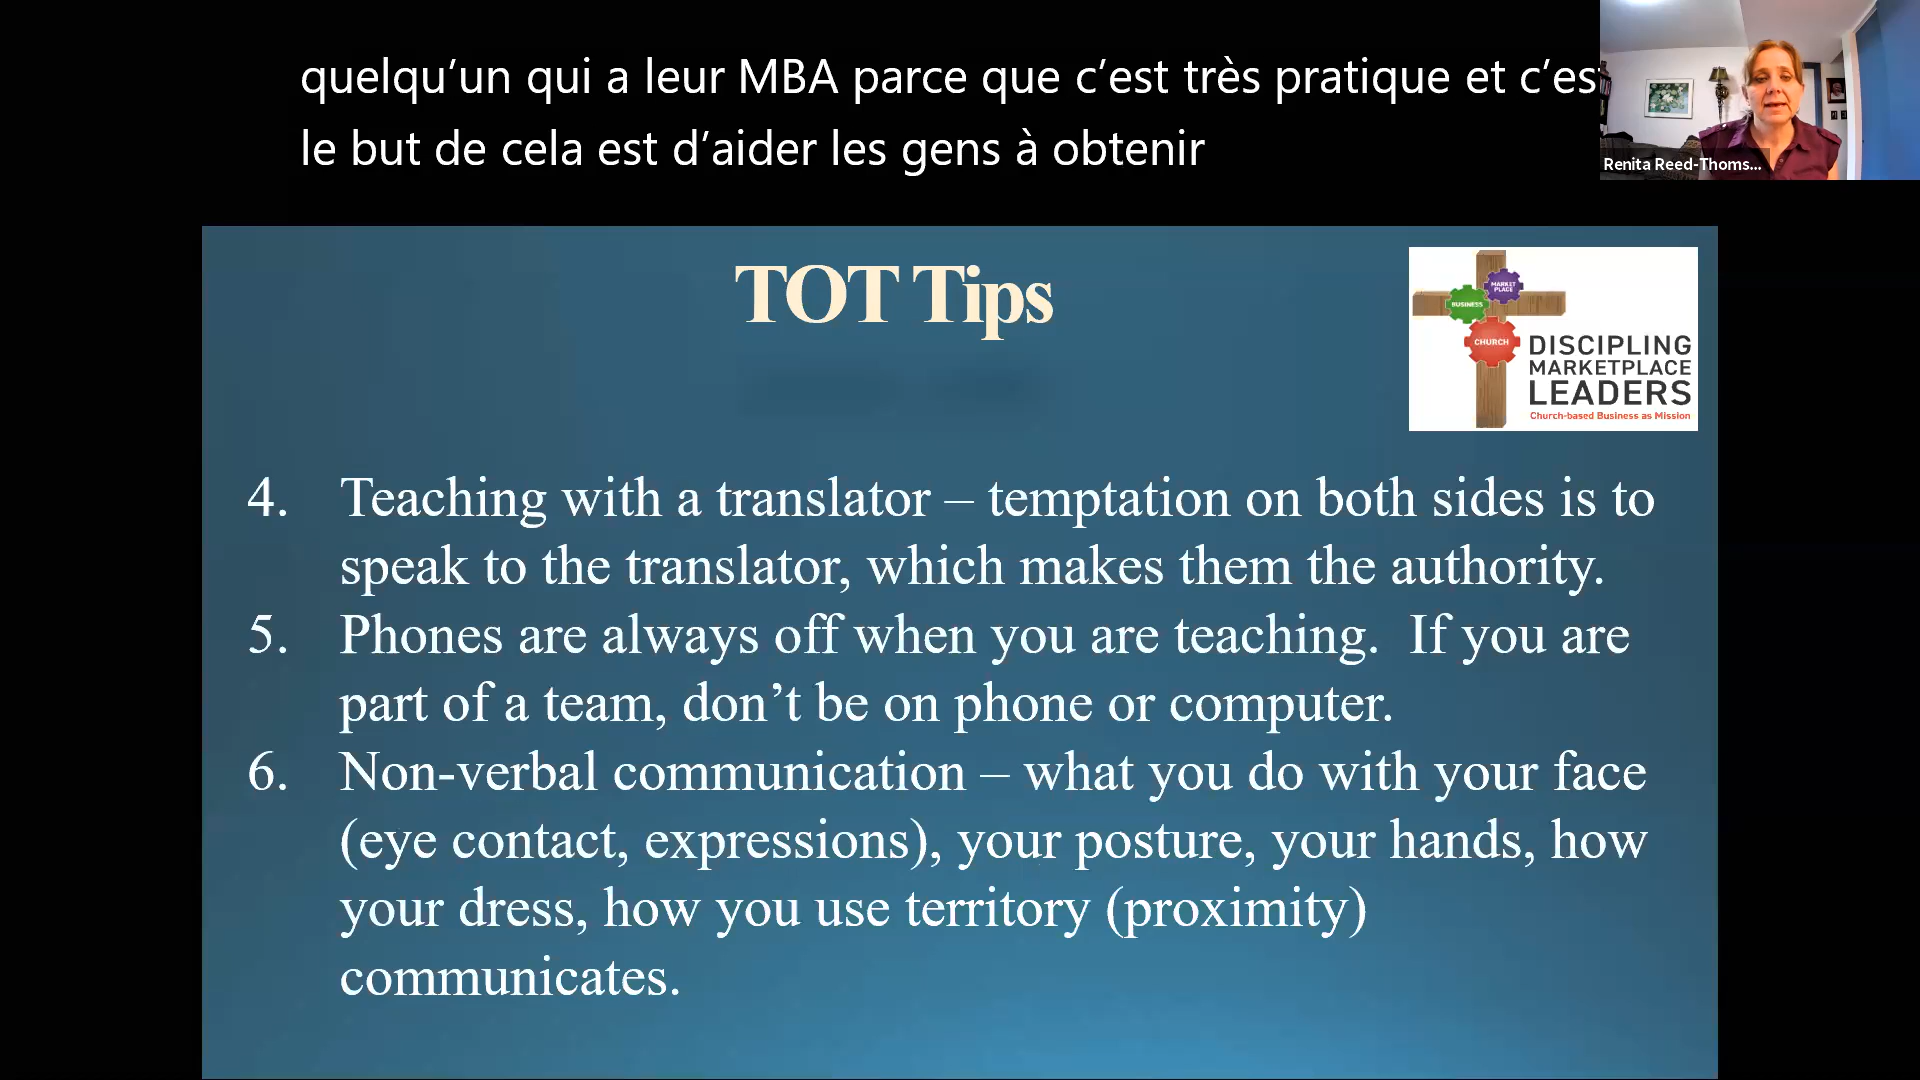 quelqu’un qui a leur MBA parce que c’est très pratique et c’es
le but de cela est d’aider les gens à obtenir
Renita Reed-Thoms...
TOT Tips
MARKET
PLACE
BUSINESS
CHURCH
DISCIPLING
MARKETPLACE
LEADERS
Church-based Business as Mission
4. Teaching with a translator – temptation on both sides is to
speak to the translator, which makes them the authority.
5. Phones are always off when you are teaching. If you are
part of a team, don’t be on phone or computer.
6. Non-verbal communication – what you do with your face
(eye contact, expressions), your posture, your hands, how
your dress, how you use territory (proximity)
communicates.